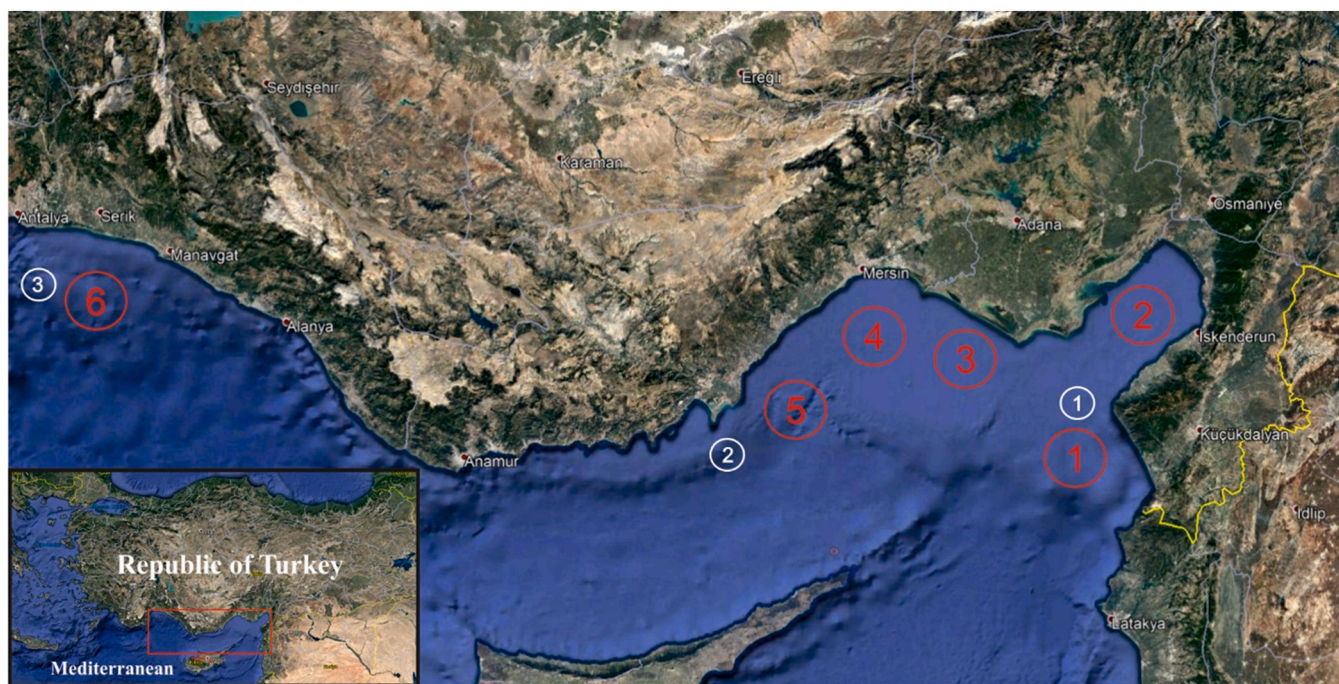 Seydişehir
Ereğli
Karaman
Osmaniye
Antalya
Serik
Adana
Manavgat
Mersin
3
6
Alanya
2
4
3
İskenderun
1
5
Küçükdalyan
2
1
Anamur
İdlip
Republic of Turkey
Latakya
Mediterranean